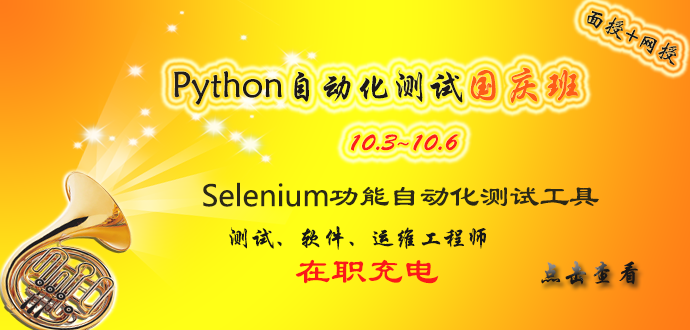 面授+网授
Python自动化测试国庆班
10.3~10.6
Selenium功能自动化测试工具
测试、软件、运维工程师
在职充电
点击查看